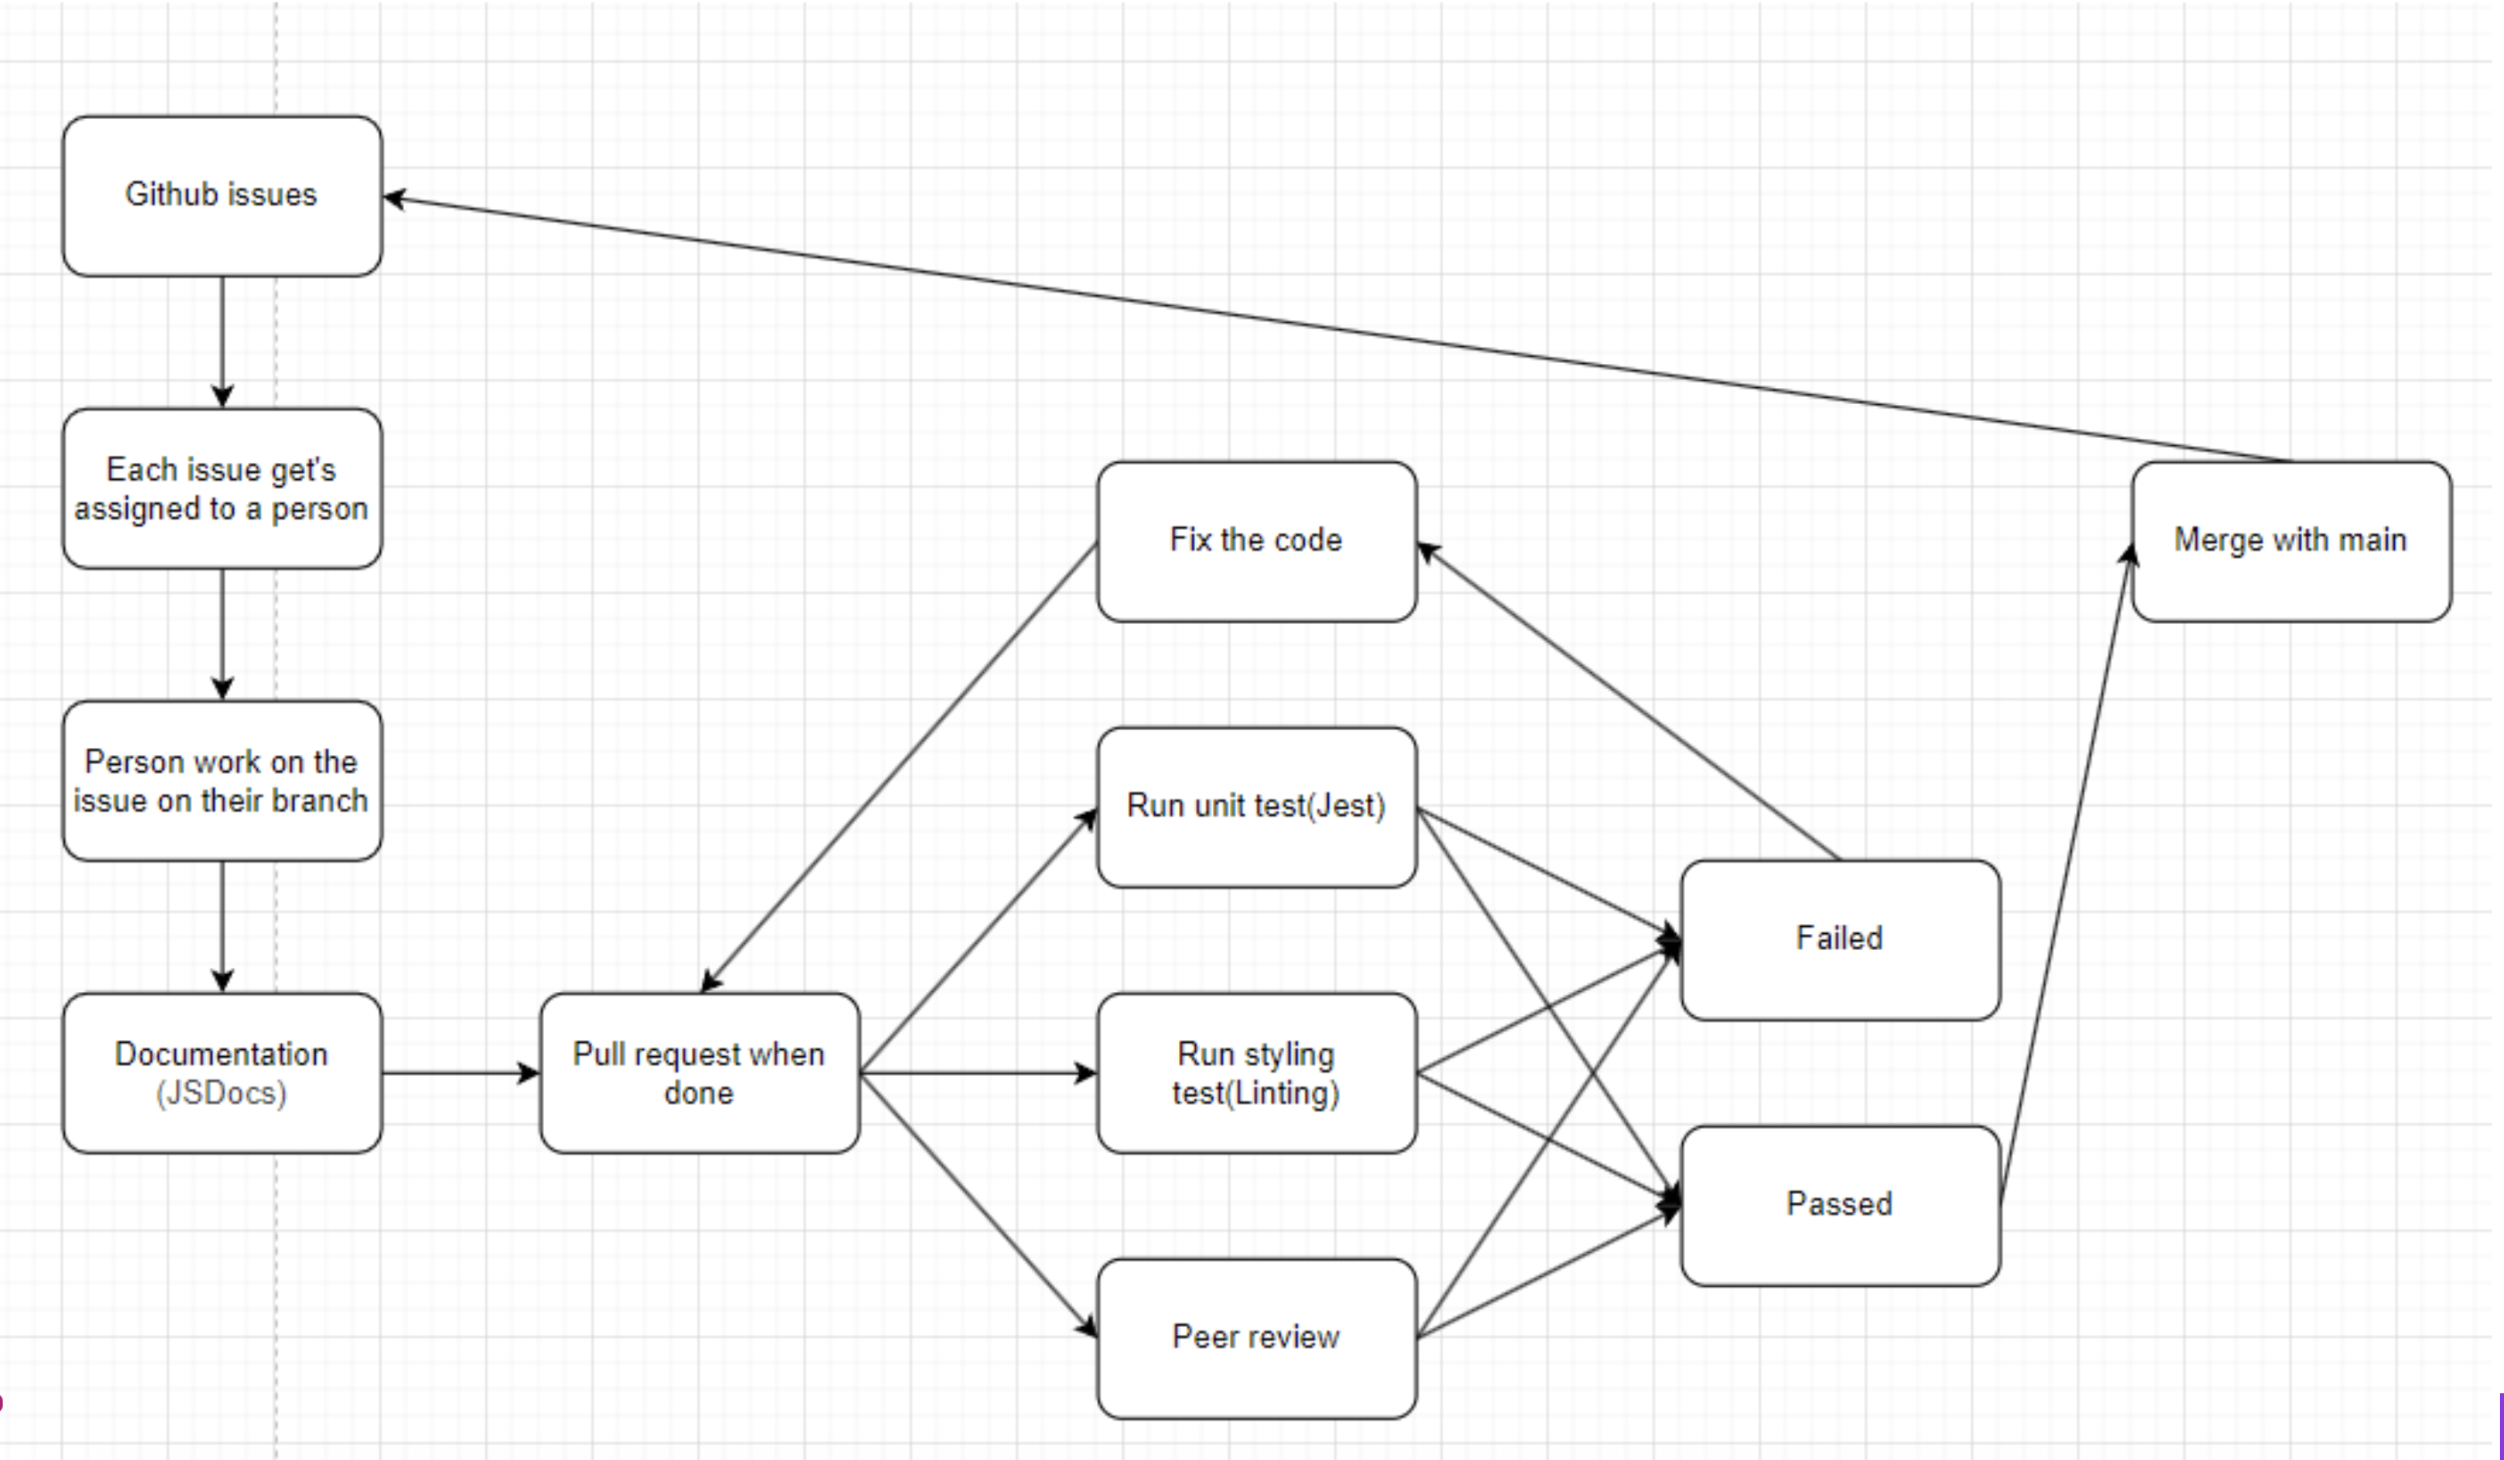 Github issues
Each issue get's
assigned to a person
Person work on the
issue on their branch
Documentation
(JSDocs)
Pull request when
done
Fix the code
Run unit test(Jest)
Run styling
test(Linting)
Peer review
Failed
Passed
Merge with main